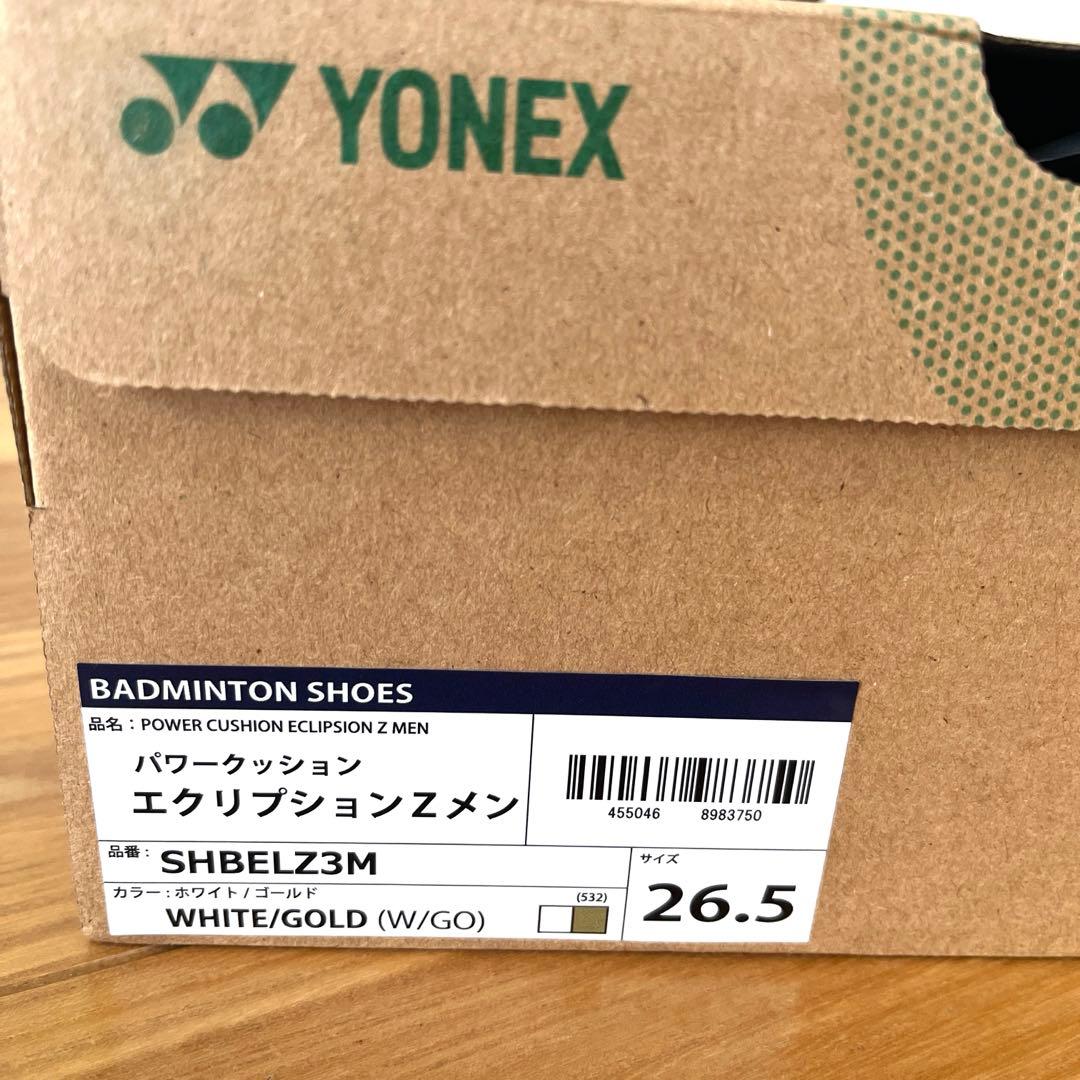 YONEX
BADMINTON SHOES
品名：POWER CUSHION ECLIPSION Z MEN
パワークッション
エクリプションZメン
455046 8983750
品番：SHBELZ3M
カラー：ホワイト / ゴールド
WHITE/GOLD (W/GO)
(532)
サイズ
26.5